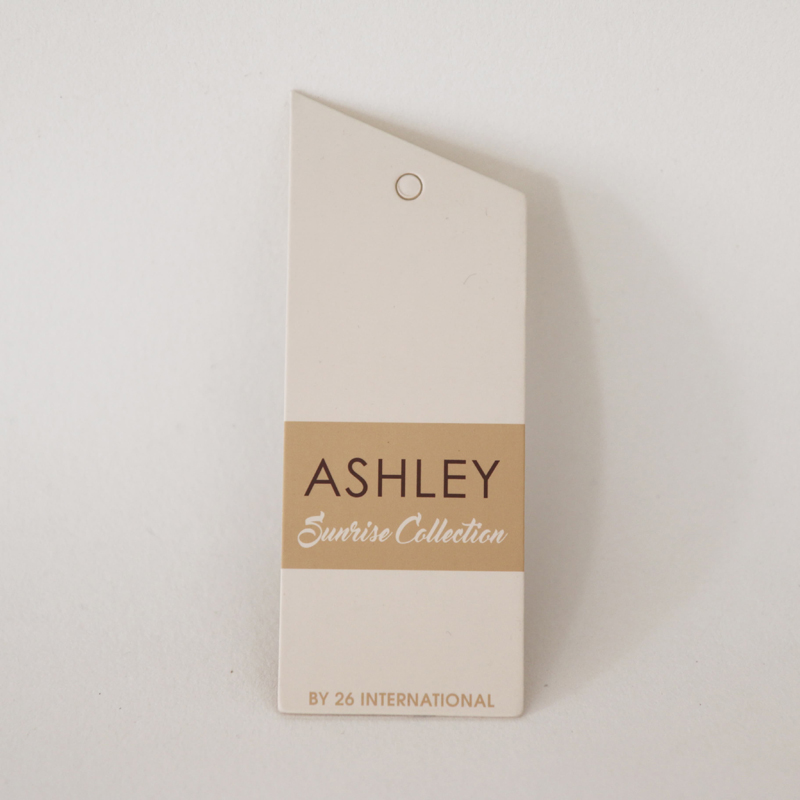 ASHLEY
Sunrise Collection
BY 26 INTERNATIONAL